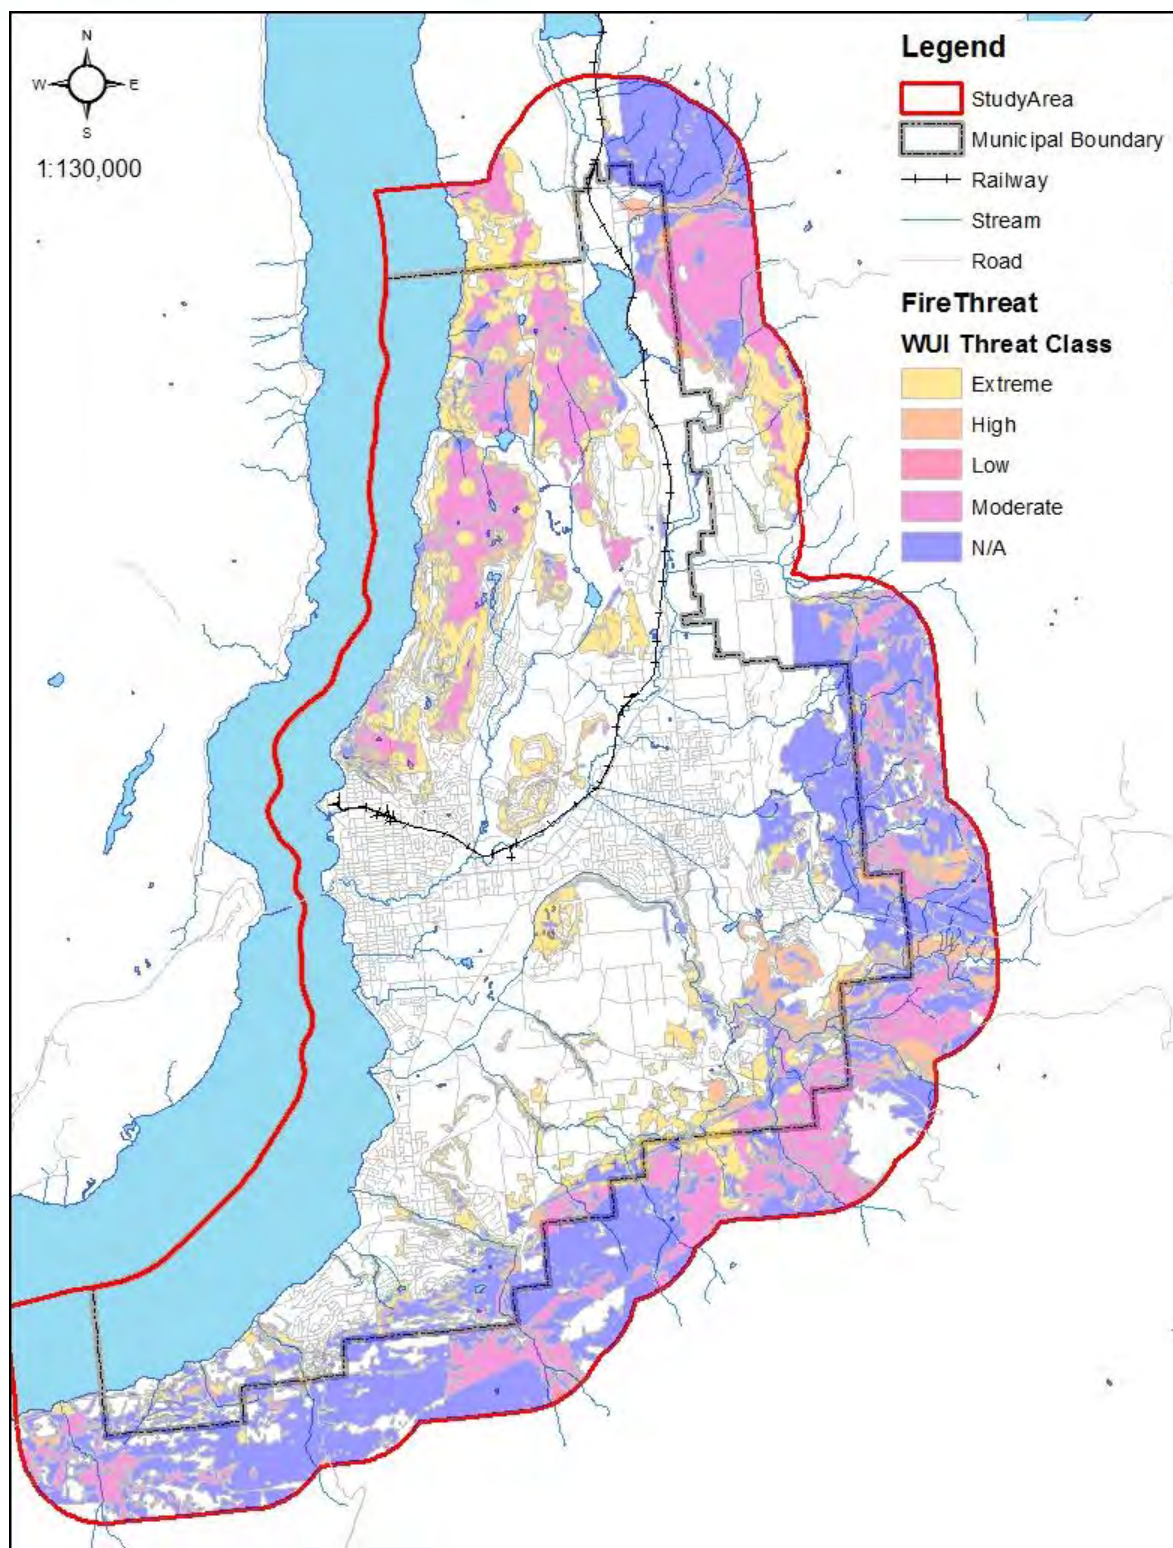 N
W E
S
1:130,000
Legend
StudyArea
Municipal Boundary
Railway
Stream
Road
FireThreat
WUI Threat Class
Extreme
High
Low
Moderate
N/A